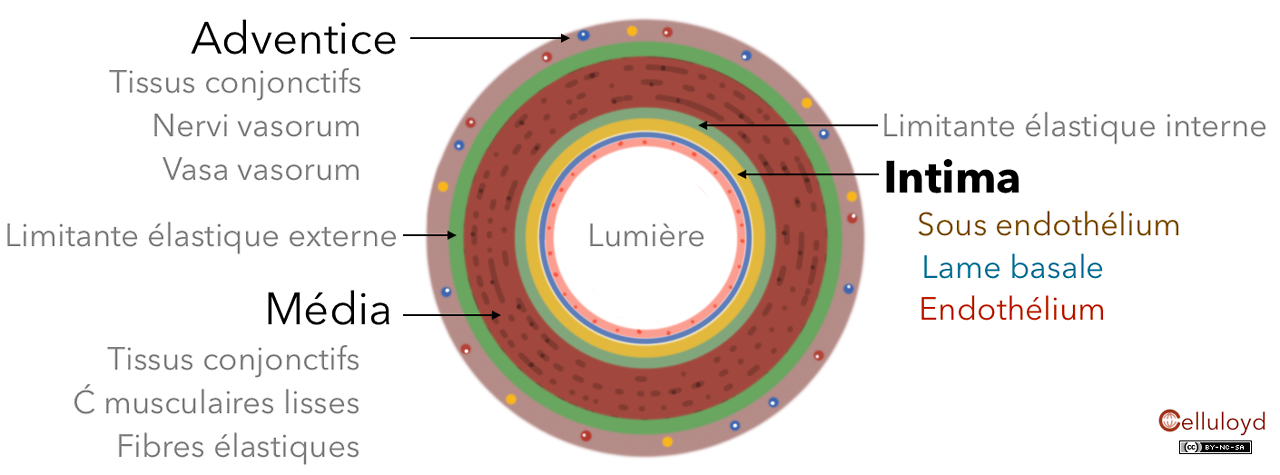 Adventice
Tissus conjonctifs
Nervi vasorum
Vasa vasorum
Limitante élastique externe
Média
Tissus conjonctifs
Ć musculaires lisses
Fibres élastiques
Lumière
Limitante élastique interne
Intima
Sous endothélium
Lame basale
Endothélium
Celluloyd
cc BY-NC-SA